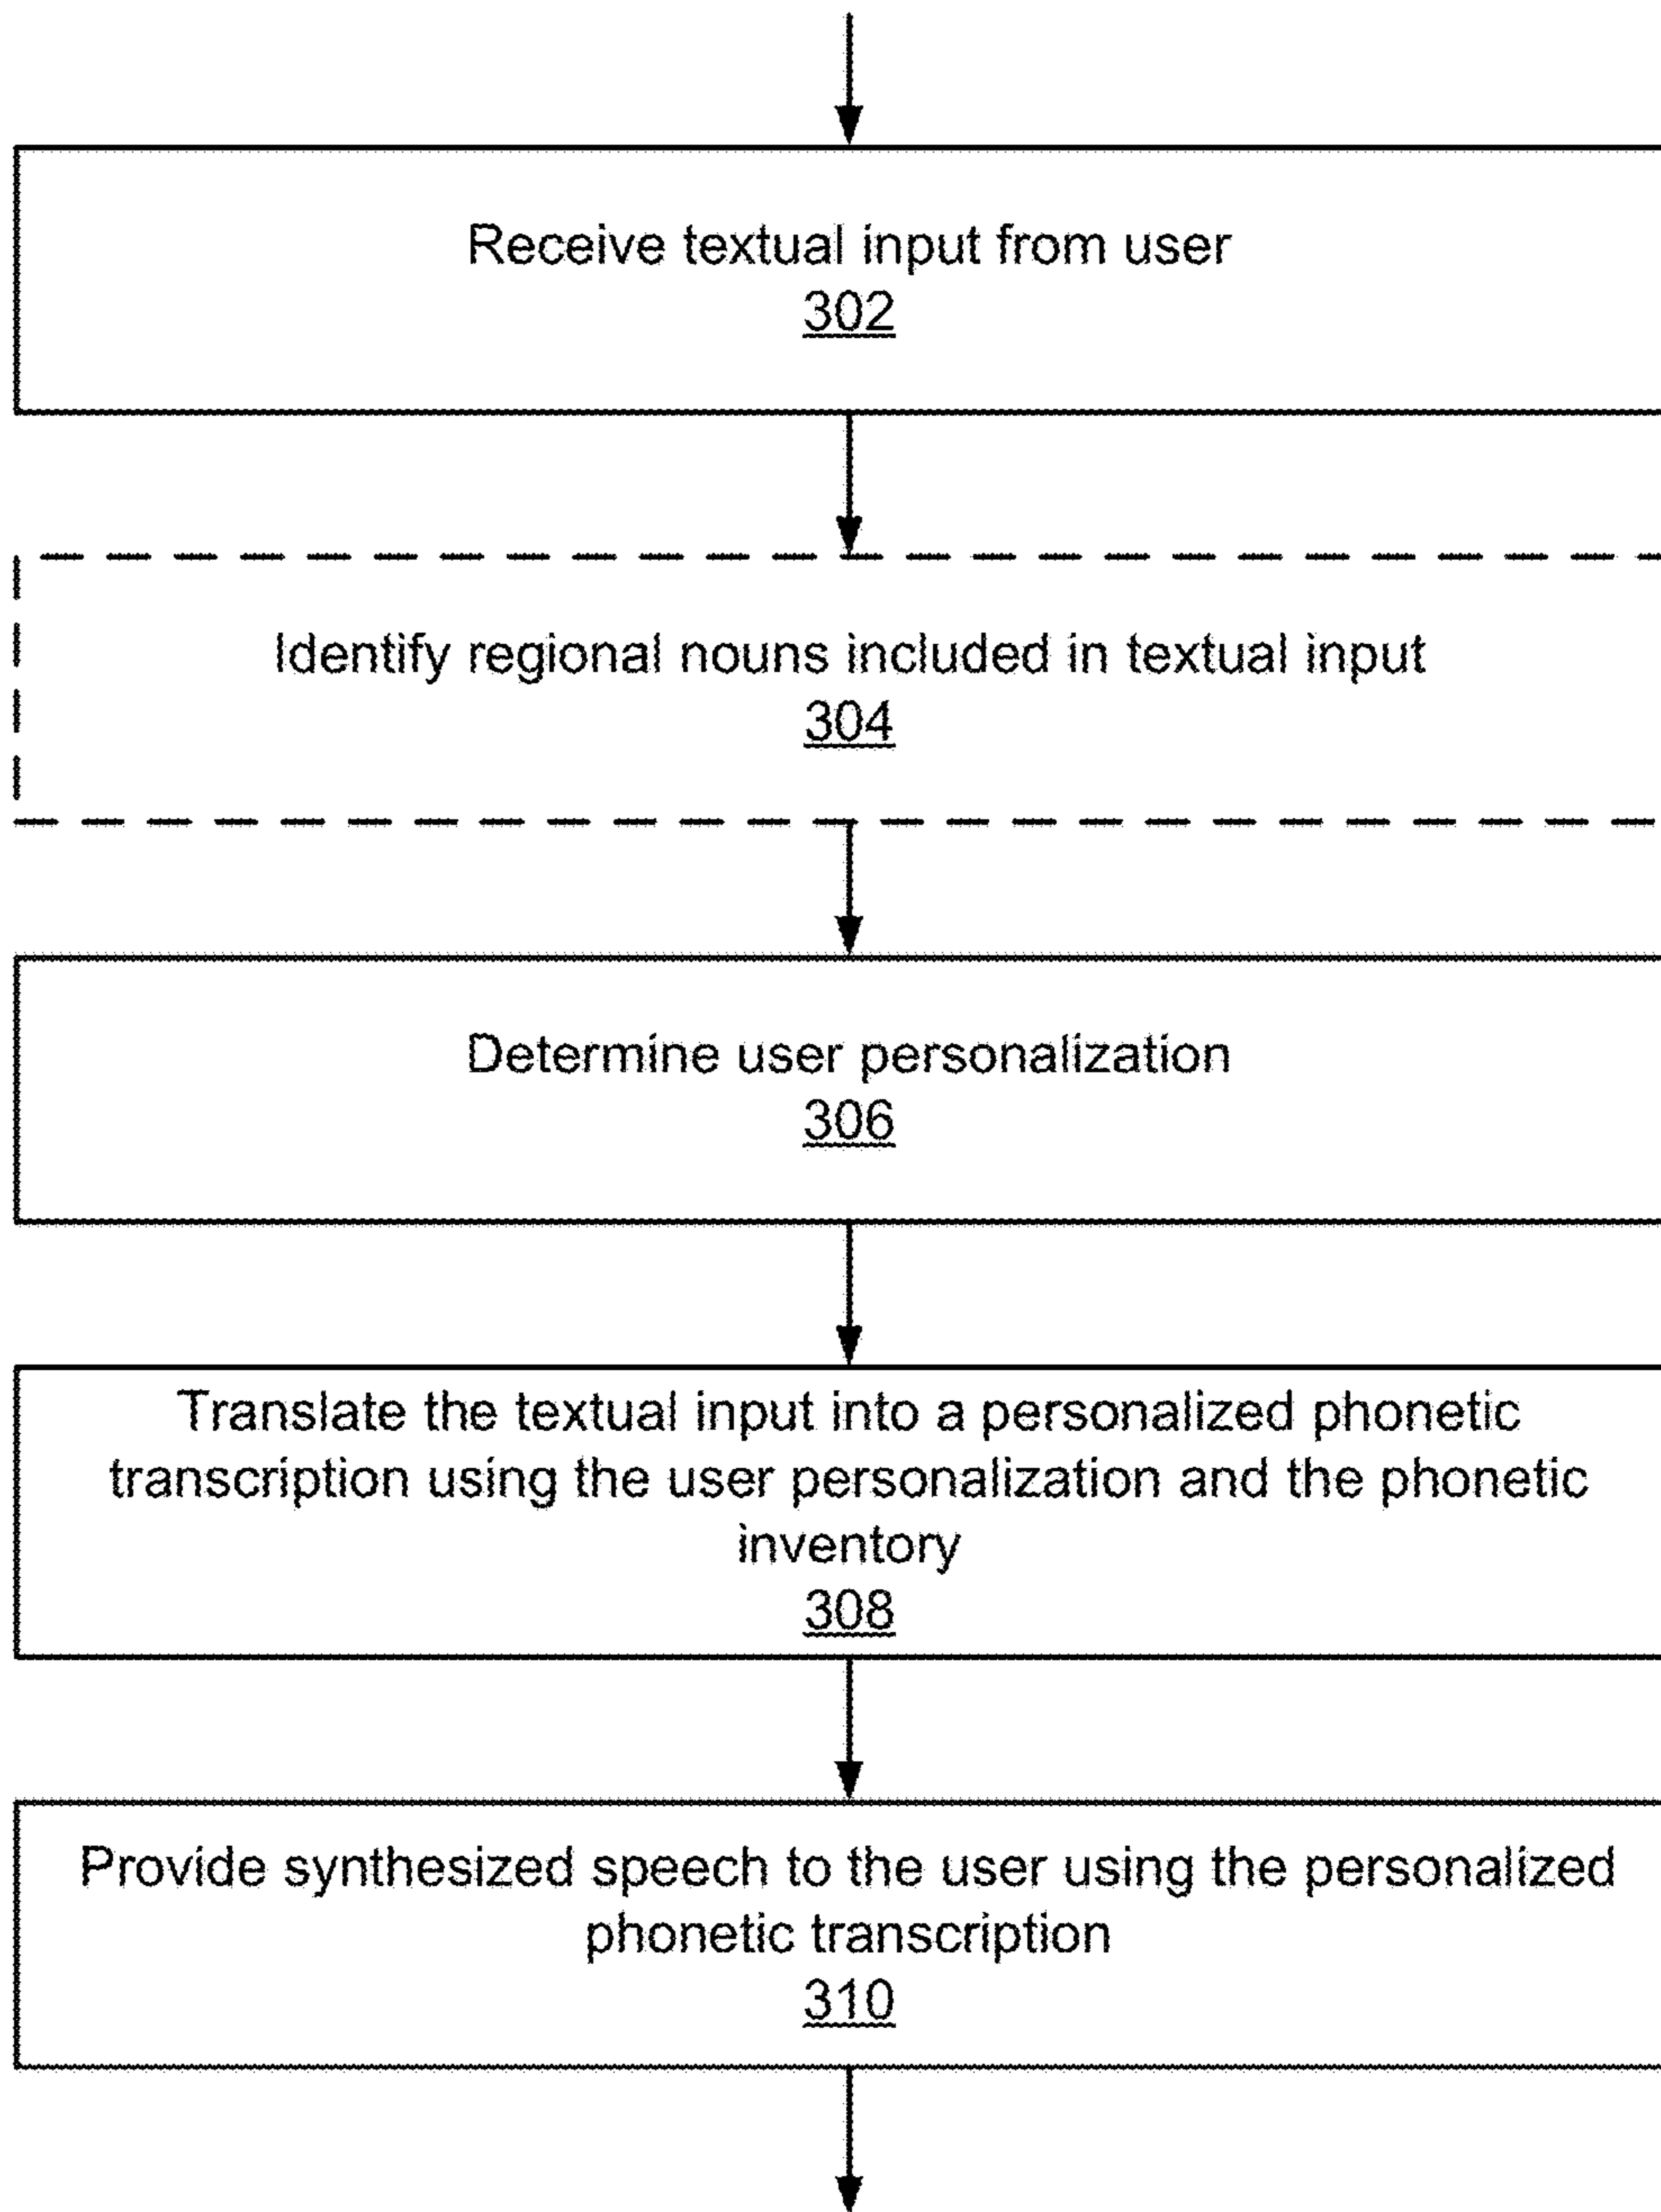 Receive textual input from user
302
Identify regional nouns included in textual input
304
Determine user personalization
306
Translate the textual input into a personalized phonetic
transcription using the user personalization and the phonetic
inventory
308
Provide synthesized speech to the user using the personalized
phonetic transcription
310